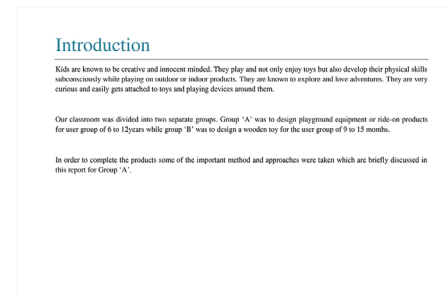 Introduction
Kids are known to be creative and innocent minded. They play and not only enjoy toys but also develop their physical skills
subconsciously while playing on outdoor or indoor products. They are known to explore and love adventures. They are very
curious and easily gets attached to toys and playing devices around them.
Our classroom was divided into two separate groups. Group ‘A’ was to design playground equipment or ride-on products
for user group of 6 to 12years while group ‘B’ was to design a wooden toy for the user group of 9 to 15 months.
In order to complete the products some of the important method and approaches were taken which are briefly discussed in
this report for Group ‘A’.